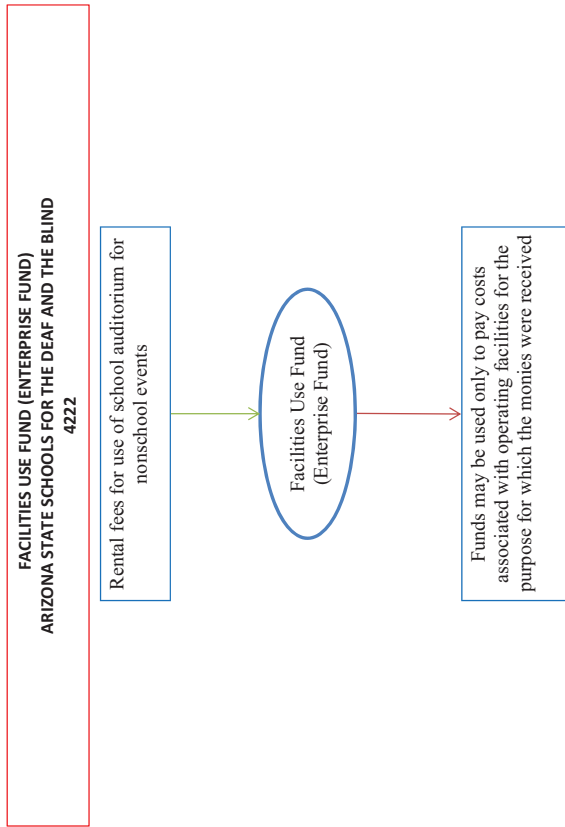 FACILITIES USE FUND (ENTERPRISE FUND)
ARIZONA STATE SCHOOLS FOR THE DEAF AND THE BLIND
4222
Rental fees for use of school auditorium for
nonschool events
Facilities Use Fund
(Enterprise Fund)
Funds may be used only to pay costs
associated with operating facilities for the
purpose for which the monies were received